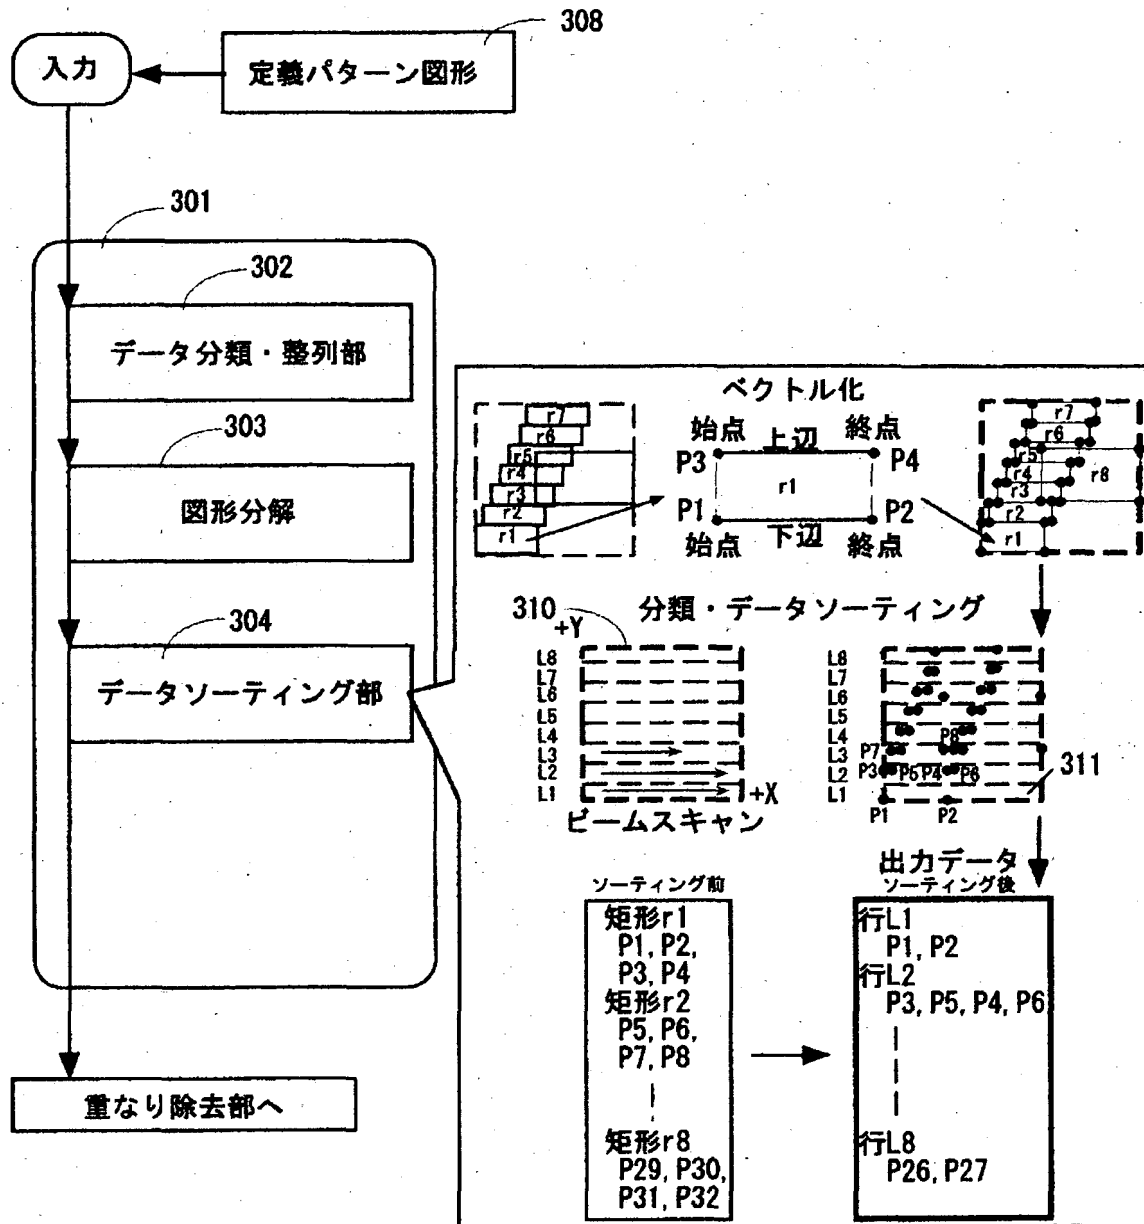 308
入力
定義パターン図形
301
302
データ分類・整列部
303
図形分解
304
データソーティング部
重なり除去部へ
ベクトル化
r7
r6
r5
r4
r3
r2
r1
始点 上辺 終点
P3 P4
r1
P1 P2
始点 下辺 終点
r7
r6
r5
r4
r8
r3
r2
r1
分類・データソーティング
310
+Y
L8
L7
L6
L5
L4
L3
L2
L1
+X
ビームスキャン
L8
L7
L6
L5
L4
P8
L3 P7
L2 P3 P5 P4 P6
L1
P1 P2
311
出力データ
ソーティング前
矩形r1
P1, P2,
P3, P4
矩形r2
P5, P6,
P7, P8
矩形r8
P29, P30,
P31, P32
ソーティング後
行L1
P1, P2
行L2
P3, P5, P4, P6
行L8
P26, P27